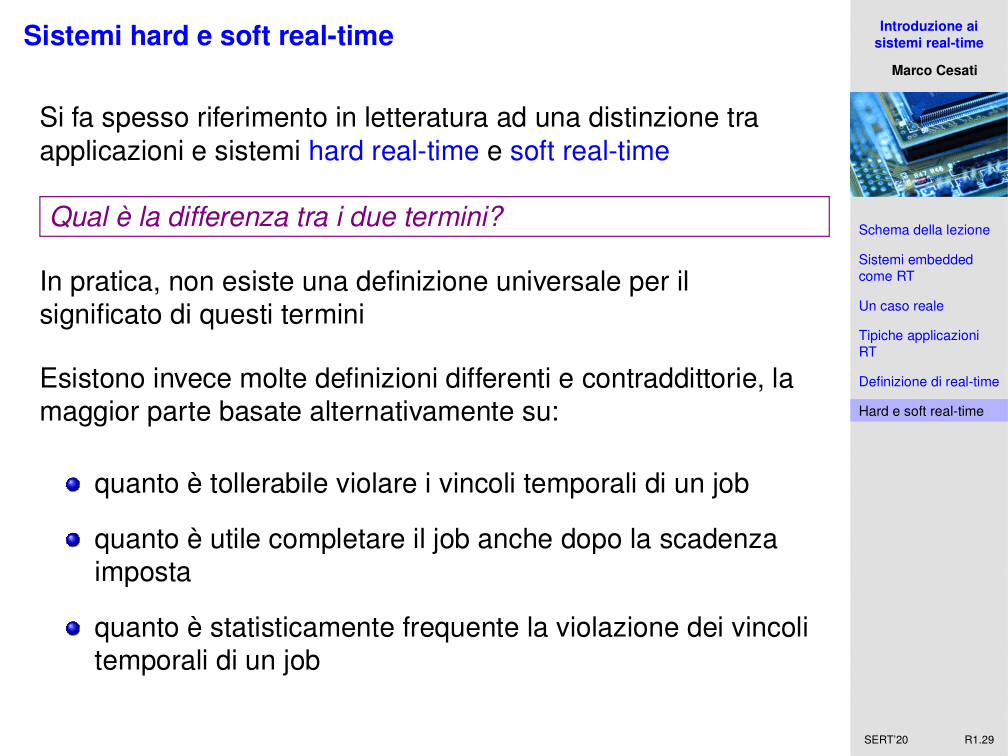 Sistemi hard e soft real-time
Si fa spesso riferimento in letteratura ad una distinzione tra
applicazioni e sistemi hard real-time e soft real-time
Qual è la differenza tra i due termini?
In pratica, non esiste una definizione universale per il
significato di questi termini
Esistono invece molte definizioni differenti e contraddittorie, la
maggior parte basate alternativamente su:
quanto è tollerabile violare i vincoli temporali di un job
quanto è utile completare il job anche dopo la scadenza
imposta
quanto è statisticamente frequente la violazione dei vincoli
temporali di un job
Introduzione ai
sistemi real-time
Marco Cesati
R47 R48
Schema della lezione
Sistemi embedded
come RT
Un caso reale
Tipiche applicazioni
RT
Definizione di real-time
Hard e soft real-time
SERT'20 R1.29